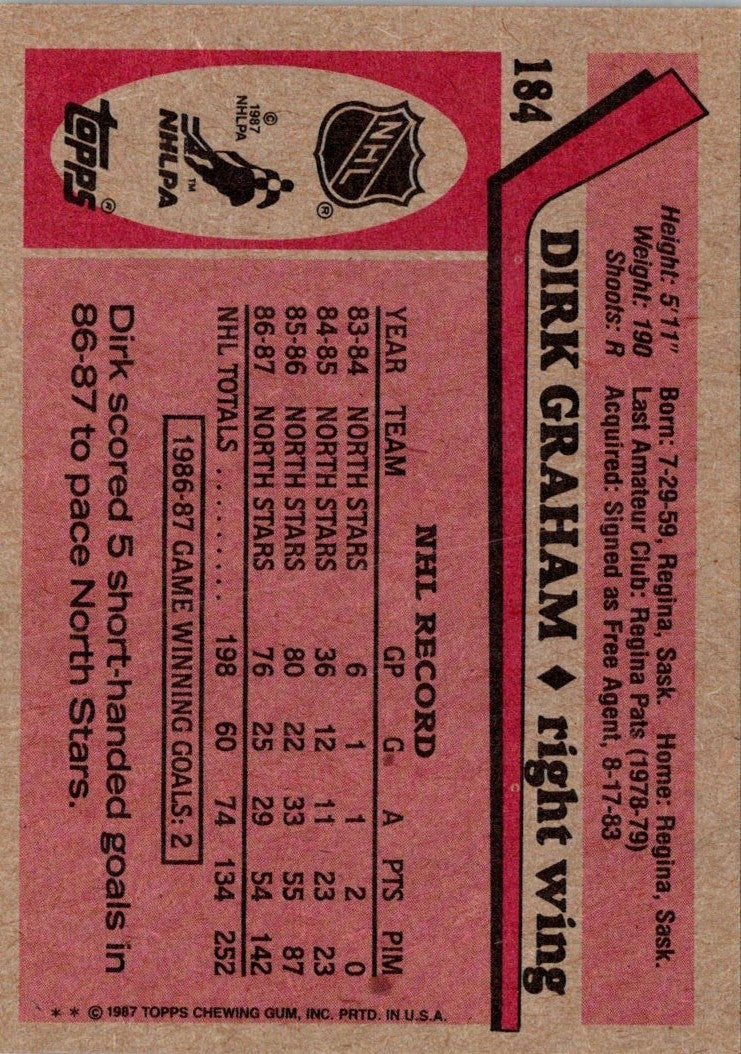 184
Height: 5'11" Born: 7-29-59, Regina, Sask. Home: Regina, Sask.
Weight: 190 Last Amateur Club: Regina Pats (1978-79)
Shoots: R Acquired: Signed as Free Agent, 8-17-83
DIRK GRAHAM ♦ right wing
NHL
®
© 1987 NHLPA
NHLPA
TM
topps®
NHL RECORD
YEAR TEAM GP G A PTS PIM
83-84 NORTH STARS 6 1 1 2 0
84-85 NORTH STARS 36 12 11 23 23
85-86 NORTH STARS 80 22 33 55 87
86-87 NORTH STARS 76 25 29 54 142
NHL TOTALS ......... 198 60 74 134 252
1986-87 GAME WINNING GOALS: 2
Dirk scored 5 short-handed goals in
86-87 to pace North Stars.
* * © 1987 TOPPS CHEWING GUM, INC. PRTD. IN U.S.A.